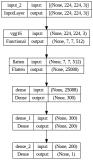 input_2 input: [(None, 224, 224, 3)]
InputLayer output: [(None, 224, 224, 3)]
vgg16 input: (None, 224, 224, 3)
Functional output: (None, 7, 7, 512)
flatten input: (None, 7, 7, 512)
Flatten output: (None, 25088)
dense input: (None, 25088)
Dense output: (None, 300)
dense_1 input: (None, 300)
Dense output: (None, 200)
dense_2 input: (None, 200)
Dense output: (None, 1)